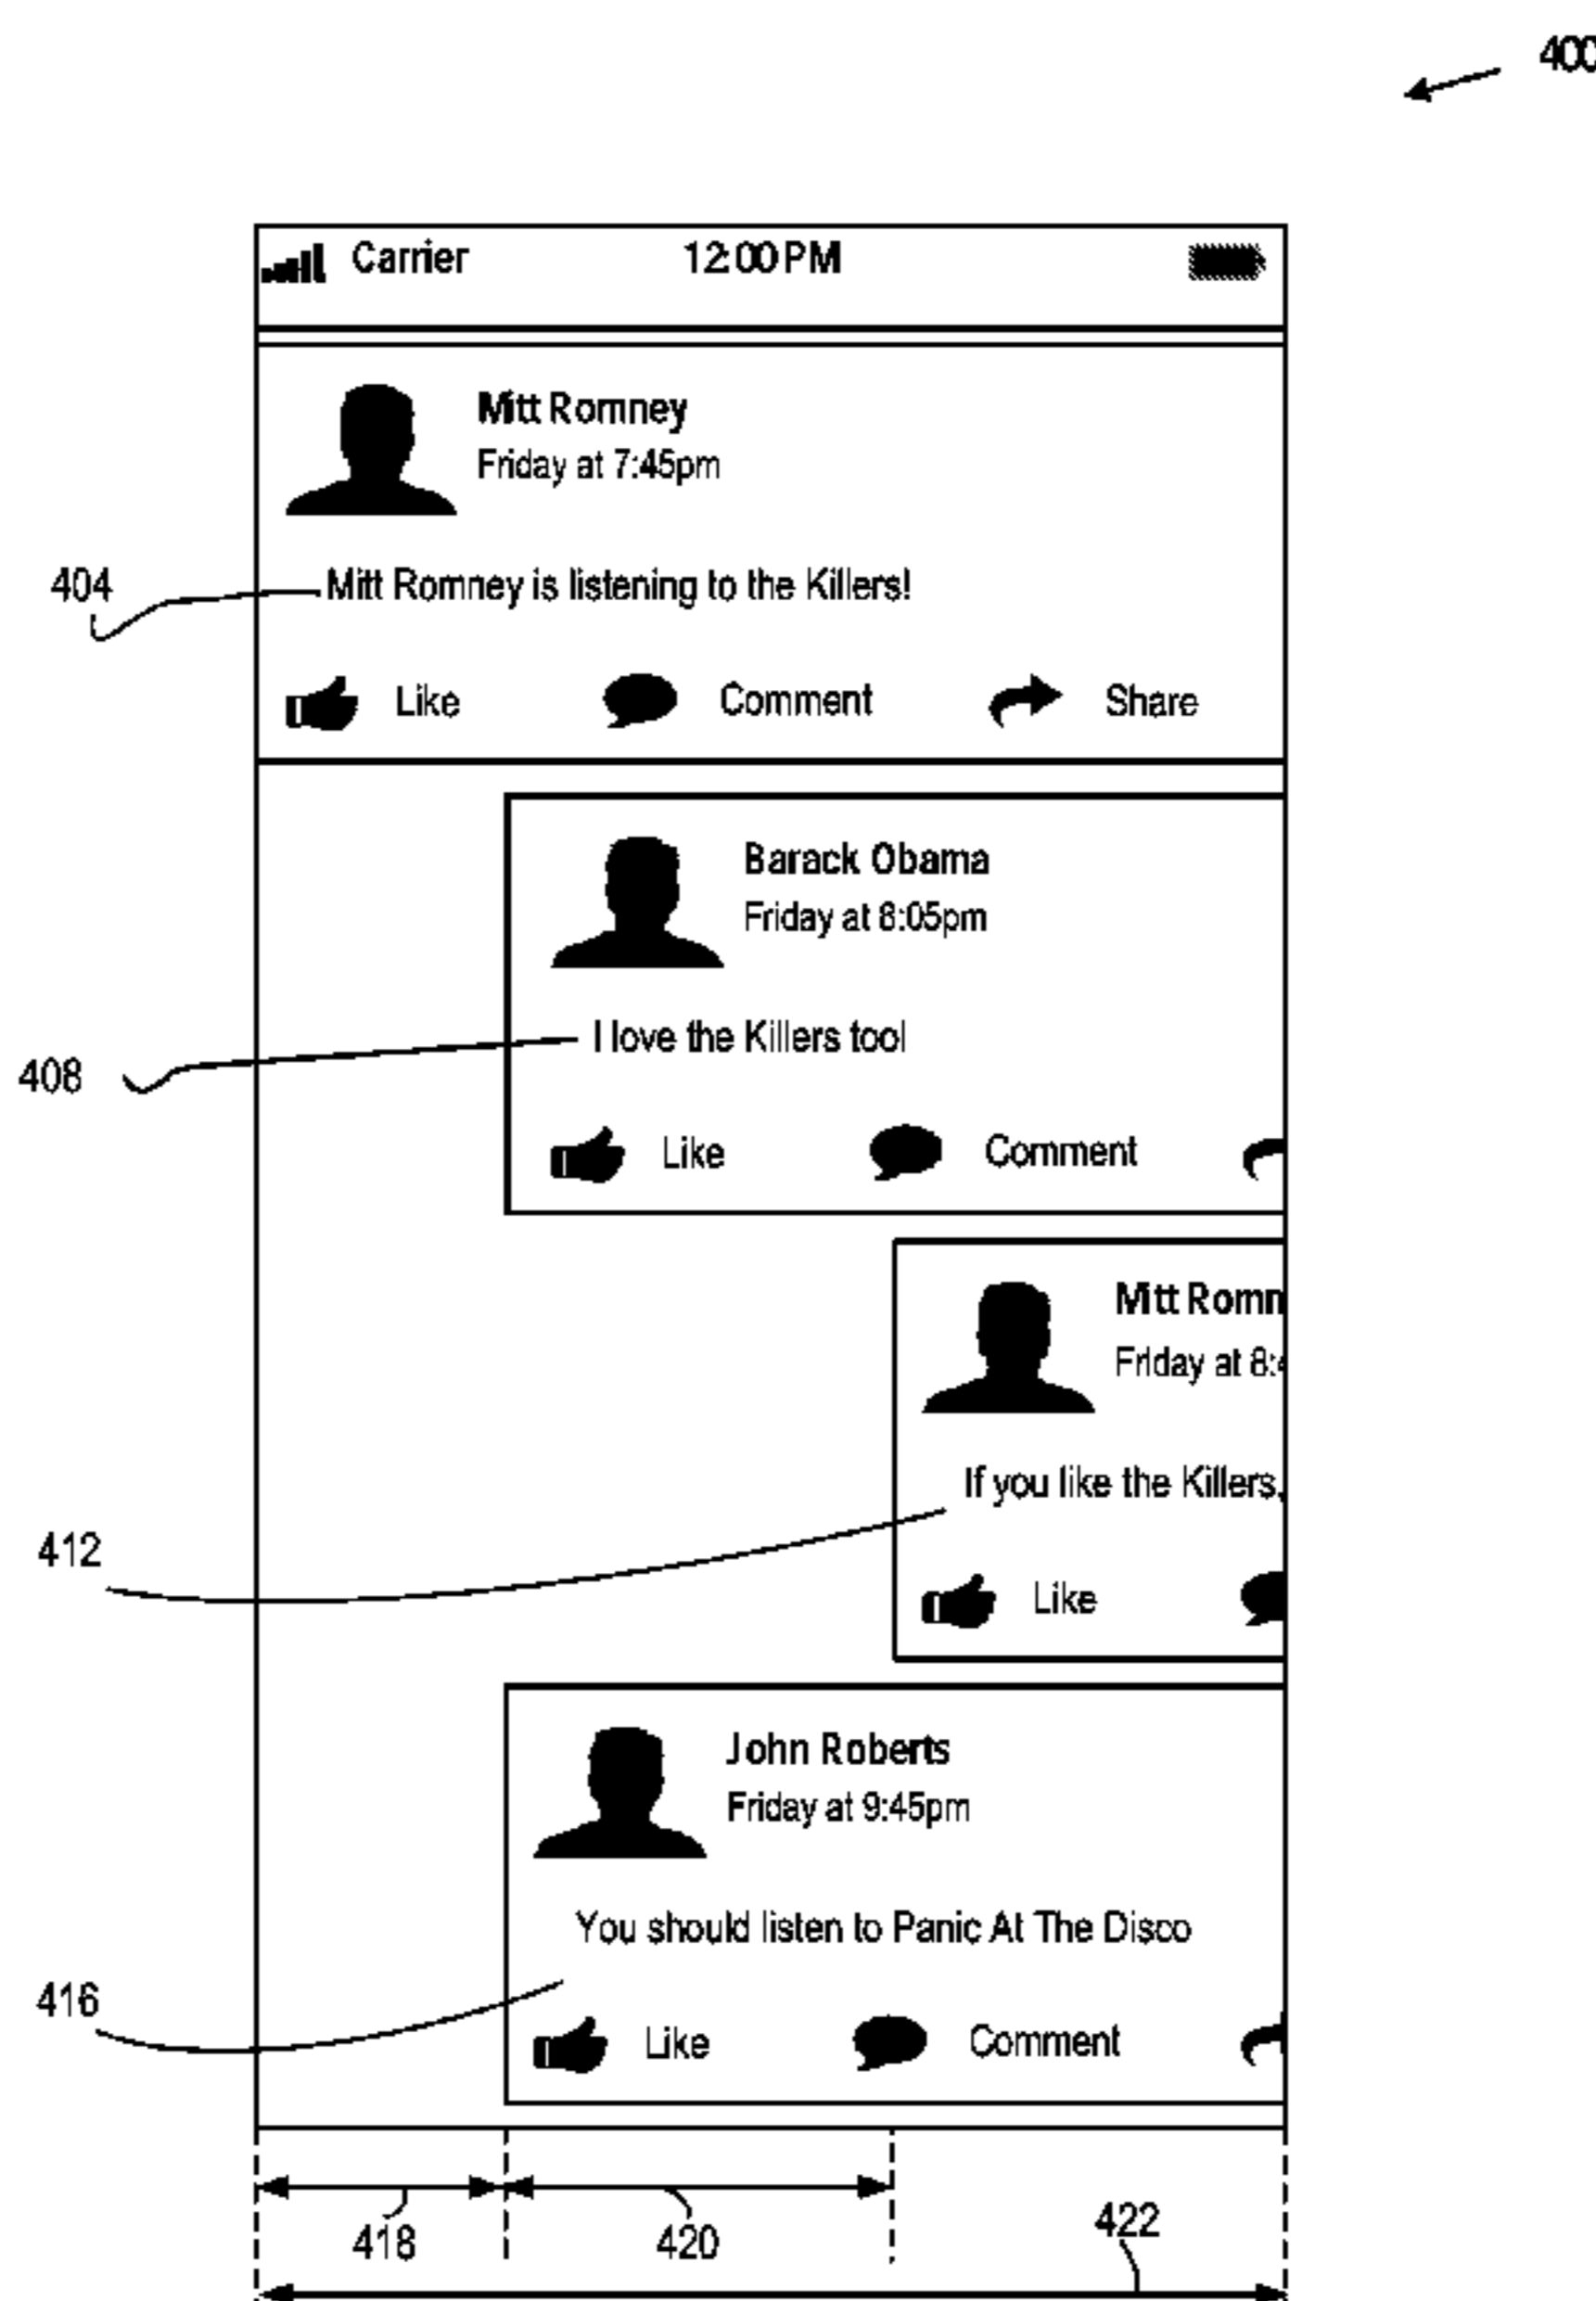 400
Carrier 12:00 PM
Mitt Romney
Friday at 7:45pm
404
Mitt Romney is listening to the Killers!
Like Comment Share
Barack Obama
Friday at 8:05pm
I love the Killers too!
408
Like Comment
Mitt Romn
Friday at 8:4
If you like the Killers,
412
Like
John Roberts
Friday at 9:45pm
You should listen to Panic At The Disco
416
Like Comment
418 420 422